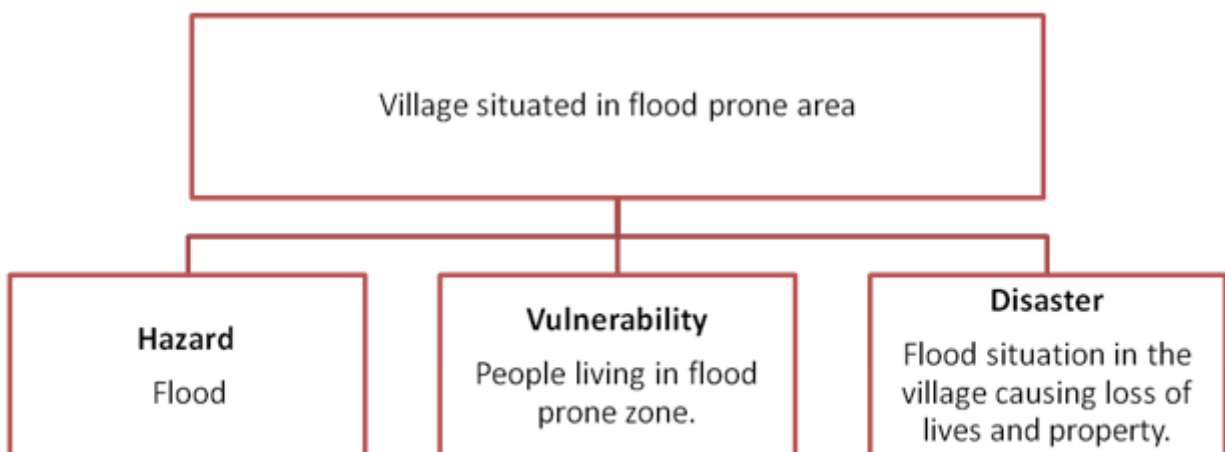 Village situated in flood prone area
Hazard
Flood
Vulnerability
People living in flood
prone zone.
Disaster
Flood situation in the
village causing loss of
lives and property.